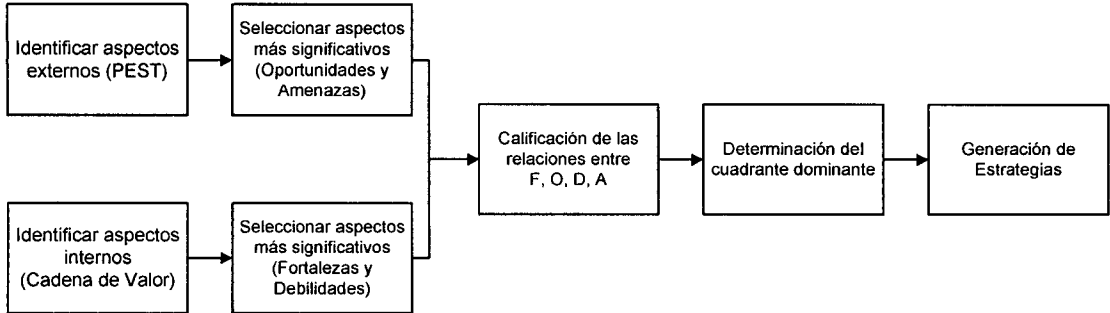 Identificar aspectos
externos (PEST)
Seleccionar aspectos
más significativos
(Oportunidades y
Amenazas)
Identificar aspectos
internos
(Cadena de Valor)
Seleccionar aspectos
más significativos
(Fortalezas y
Debilidades)
Calificación de las
relaciones entre
F, O, D, A
Determinación del
cuadrante dominante
Generación de
Estrategias